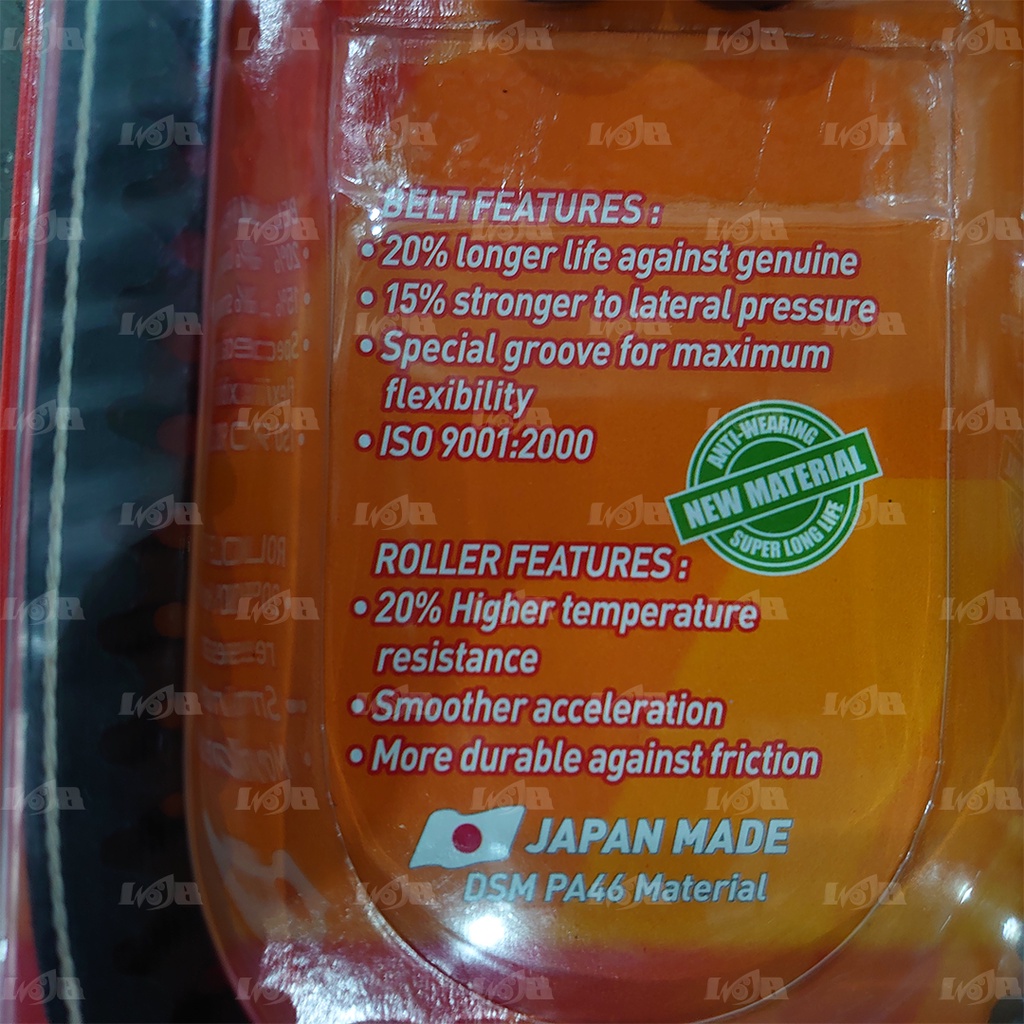 BELT FEATURES :
• 20% longer life against genuine
• 15% stronger to lateral pressure
• Special groove for maximum
flexibility
• ISO 9001:2000
ANTI-WEARING
NEW MATERIAL
SUPER LONG LIFE
ROLLER FEATURES :
• 20% Higher temperature
resistance
• Smoother acceleration
• More durable against friction
JAPAN MADE
DSM PA46 Material